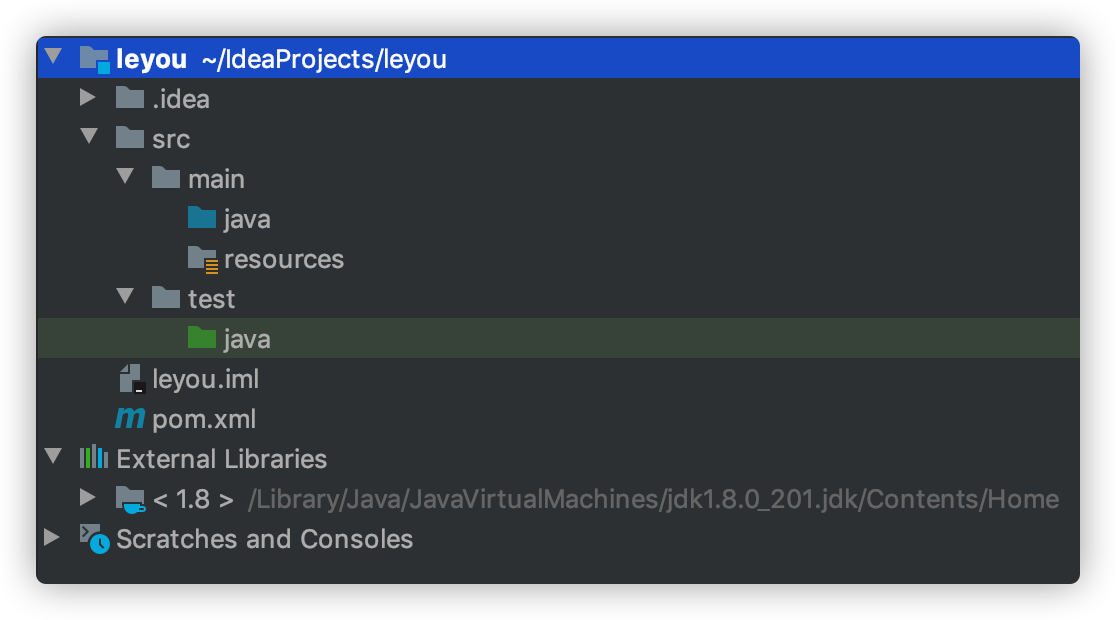 leyou ~/IdeaProjects/leyou
.idea
src
main
java
resources
test
java
leyou.iml
m pom.xml
External Libraries
< 1.8 > /Library/Java/JavaVirtualMachines/jdk1.8.0_201.jdk/Contents/Home
Scratches and Consoles